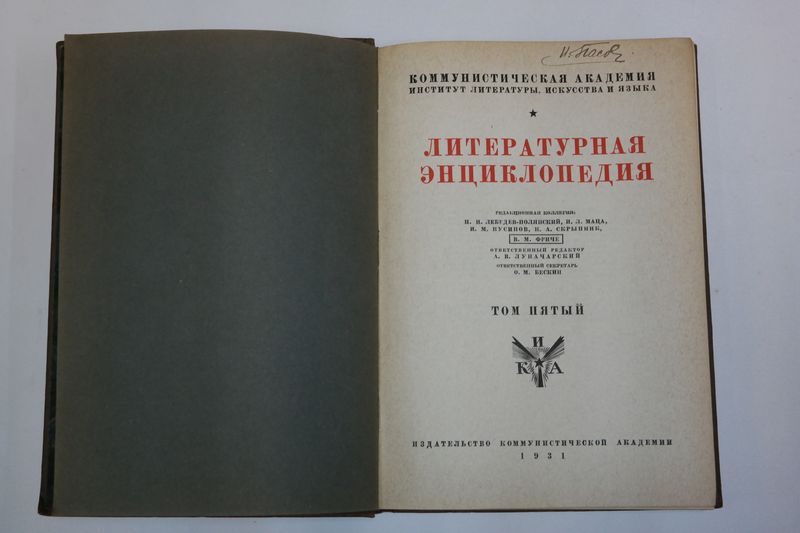 КОММУНИСТИЧЕСКАЯ АКАДЕМИЯ
ИНСТИТУТ ЛИТЕРАТУРЫ, ИСКУССТВА И ЯЗЫКА
ЛИТЕРАТУРНАЯ
ЭНЦИКЛОПЕДИЯ
РЕДАКЦИОННАЯ КОЛЛЕГИЯ:
П. И. ЛЕБЕДЕВ-ПОЛЯНСКИЙ, И. Л. МАЦА,
И. М. НУСИНОВ, Н. А. СКРЫПНИК,
В. М. ФРИЧЕ
ОТВЕТСТВЕННЫЙ РЕДАКТОР
А. В. ЛУНАЧАРСКИЙ
ОТВЕТСТВЕННЫЙ СЕКРЕТАРЬ
О. М. БЕСКИН
ТОМ ПЯТЫЙ
И
К А
ИЗДАТЕЛЬСТВО КОММУНИСТИЧЕСКОЙ АКАДЕМИИ
1931